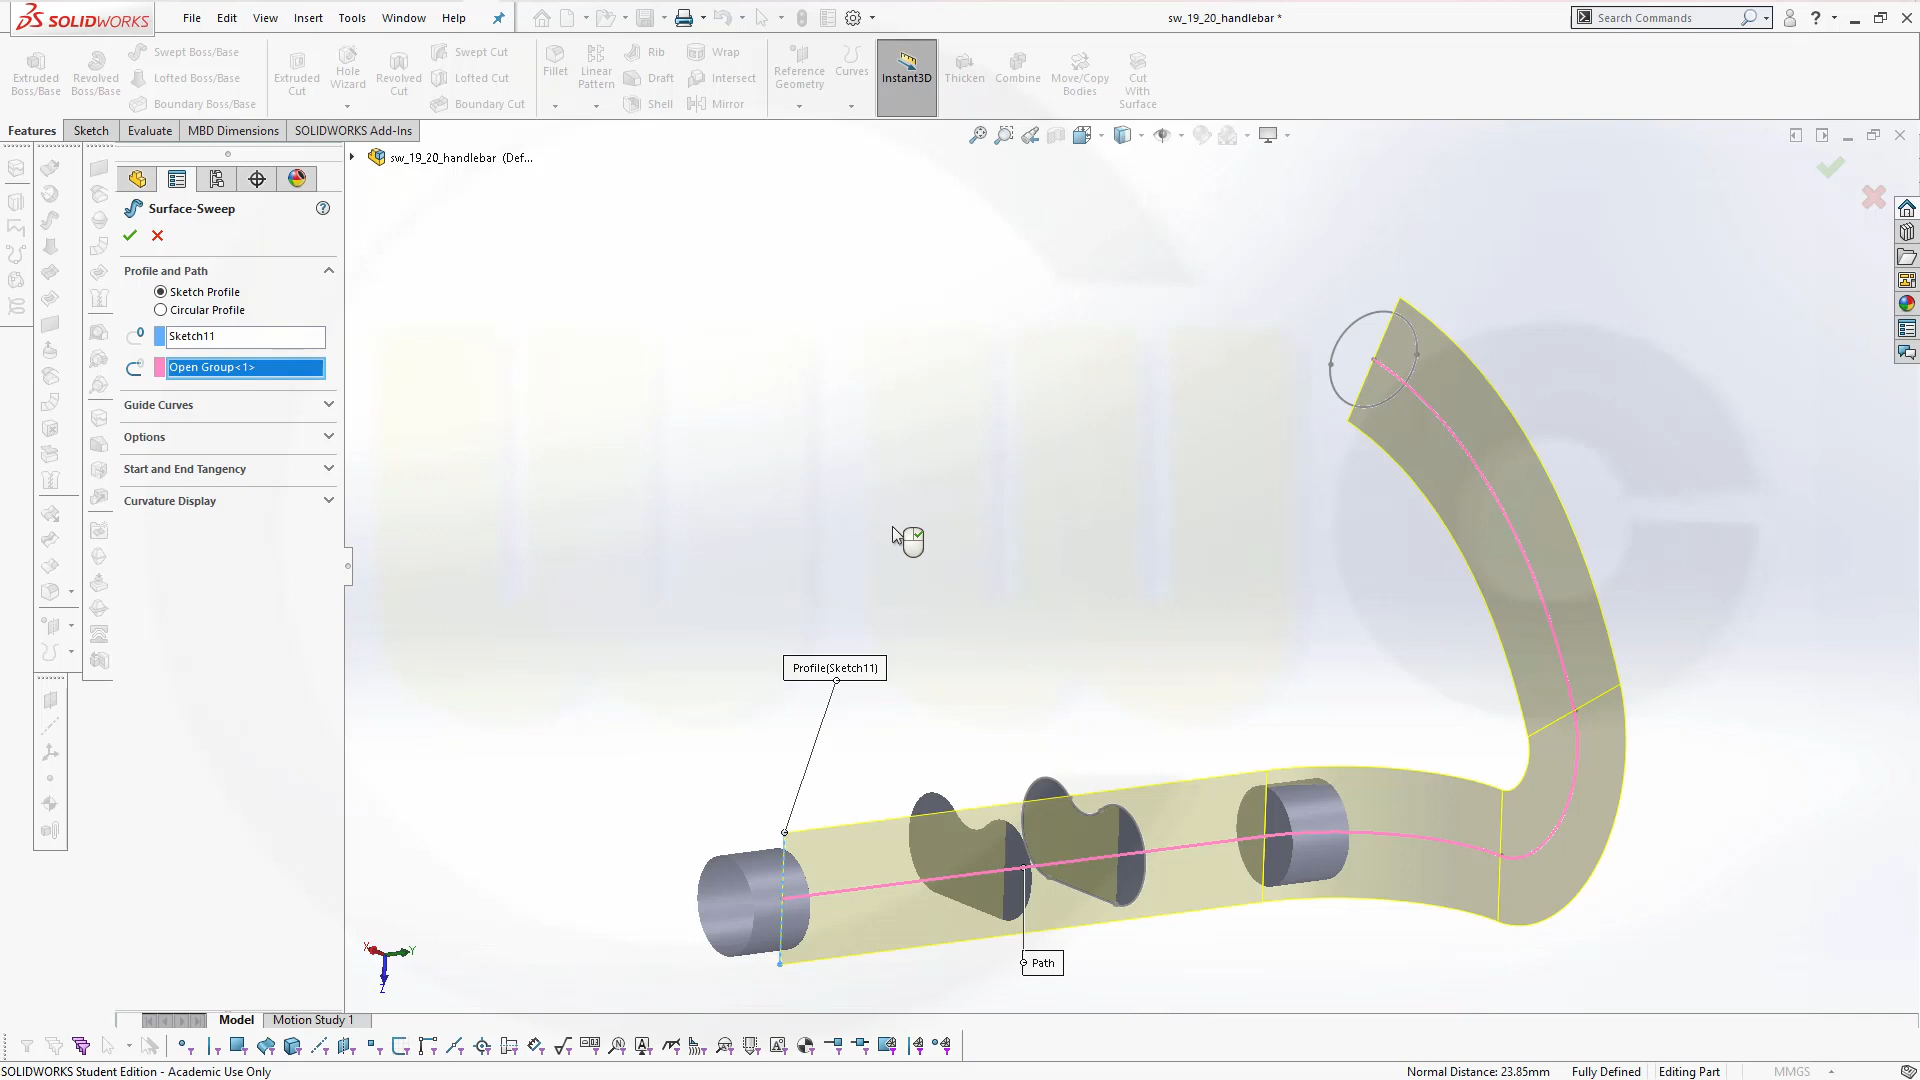 SOLIDWORKS File Edit View Insert Tools Window Help sw_19_20_handlebar * Search Commands
Extruded Boss/Base Revolved Boss/Base Swept Boss/Base Lofted Boss/Base Boundary Boss/Base Extruded Cut Hole Wizard Revolved Cut Swept Cut Lofted Cut Boundary Cut Fillet Linear Pattern Rib Draft Shell Wrap Intersect Mirror Reference Geometry Curves Instant3D Thicken Combine Move/Copy Bodies Cut With Surface
Features Sketch Evaluate MBD Dimensions SOLIDWORKS Add-Ins
sw_19_20_handlebar (Def...
Surface-Sweep
Profile and Path
Sketch Profile
Circular Profile
Sketch11
Open Group<1>
Guide Curves
Options
Start and End Tangency
Curvature Display
Profile(Sketch11)
Path
X Y Z
Model Motion Study 1
SOLIDWORKS Student Edition - Academic Use Only Normal Distance: 23.85mm Fully Defined Editing Part MMGS